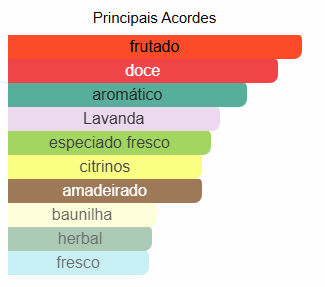 Principais Acordes
frutado
doce
aromático
Lavanda
especiado fresco
citrinos
amadeirado
baunilha
herbal
fresco